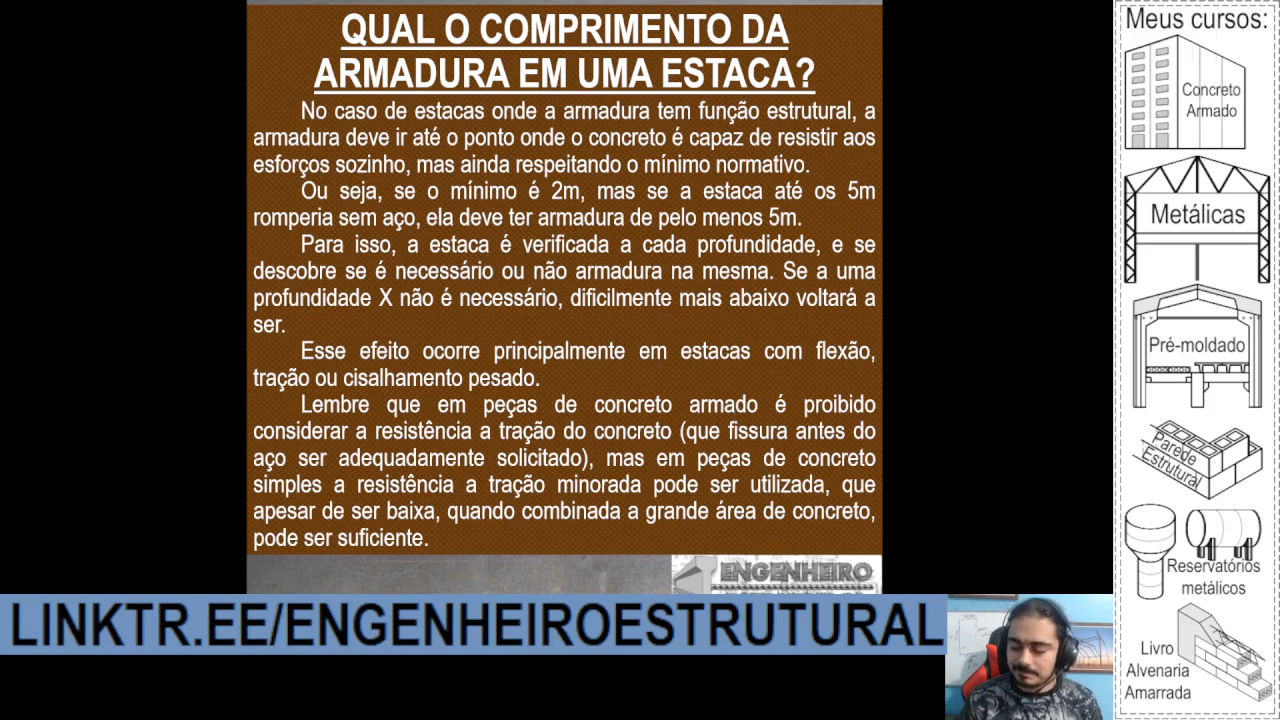 QUAL O COMPRIMENTO DA
ARMADURA EM UMA ESTACA?
No caso de estacas onde a armadura tem função estrutural, a
armadura deve ir até o ponto onde o concreto é capaz de resistir aos
esforços sozinho, mas ainda respeitando o mínimo normativo.
Ou seja, se o mínimo é 2m, mas se a estaca até os 5m
romperia sem aço, ela deve ter armadura de pelo menos 5m.
Para isso, a estaca é verificada a cada profundidade, e se
descobre se é necessário ou não armadura na mesma. Se a uma
profundidade X não é necessário, dificilmente mais abaixo voltará a
ser.
Esse efeito ocorre principalmente em estacas com flexão,
tração ou cisalhamento pesado.
Lembre que em peças de concreto armado é proibido
considerar a resistência a tração do concreto (que fissura antes do
aço ser adequadamente solicitado), mas em peças de concreto
simples a resistência a tração minorada pode ser utilizada, que
apesar de ser baixa, quando combinada a grande área de concreto,
pode ser suficiente.
ENGENHEIRO
LINKTR.EE/ENGENHEIROESTRUTURAL
Meus cursos:
Concreto
Armado
Metálicas
Pré-moldado
Parede
Estrutural
Reservatórios
metálicos
Livro
Alvenaria
Amarrada